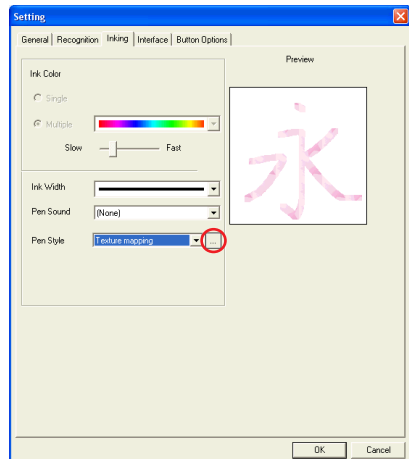 Setting
General Recognition Inking Interface Button Options
Ink Color
Single
Multiple
Slow Fast
Ink Width
Pen Sound (None)
Pen Style Texture mapping ...
Preview
永
OK Cancel